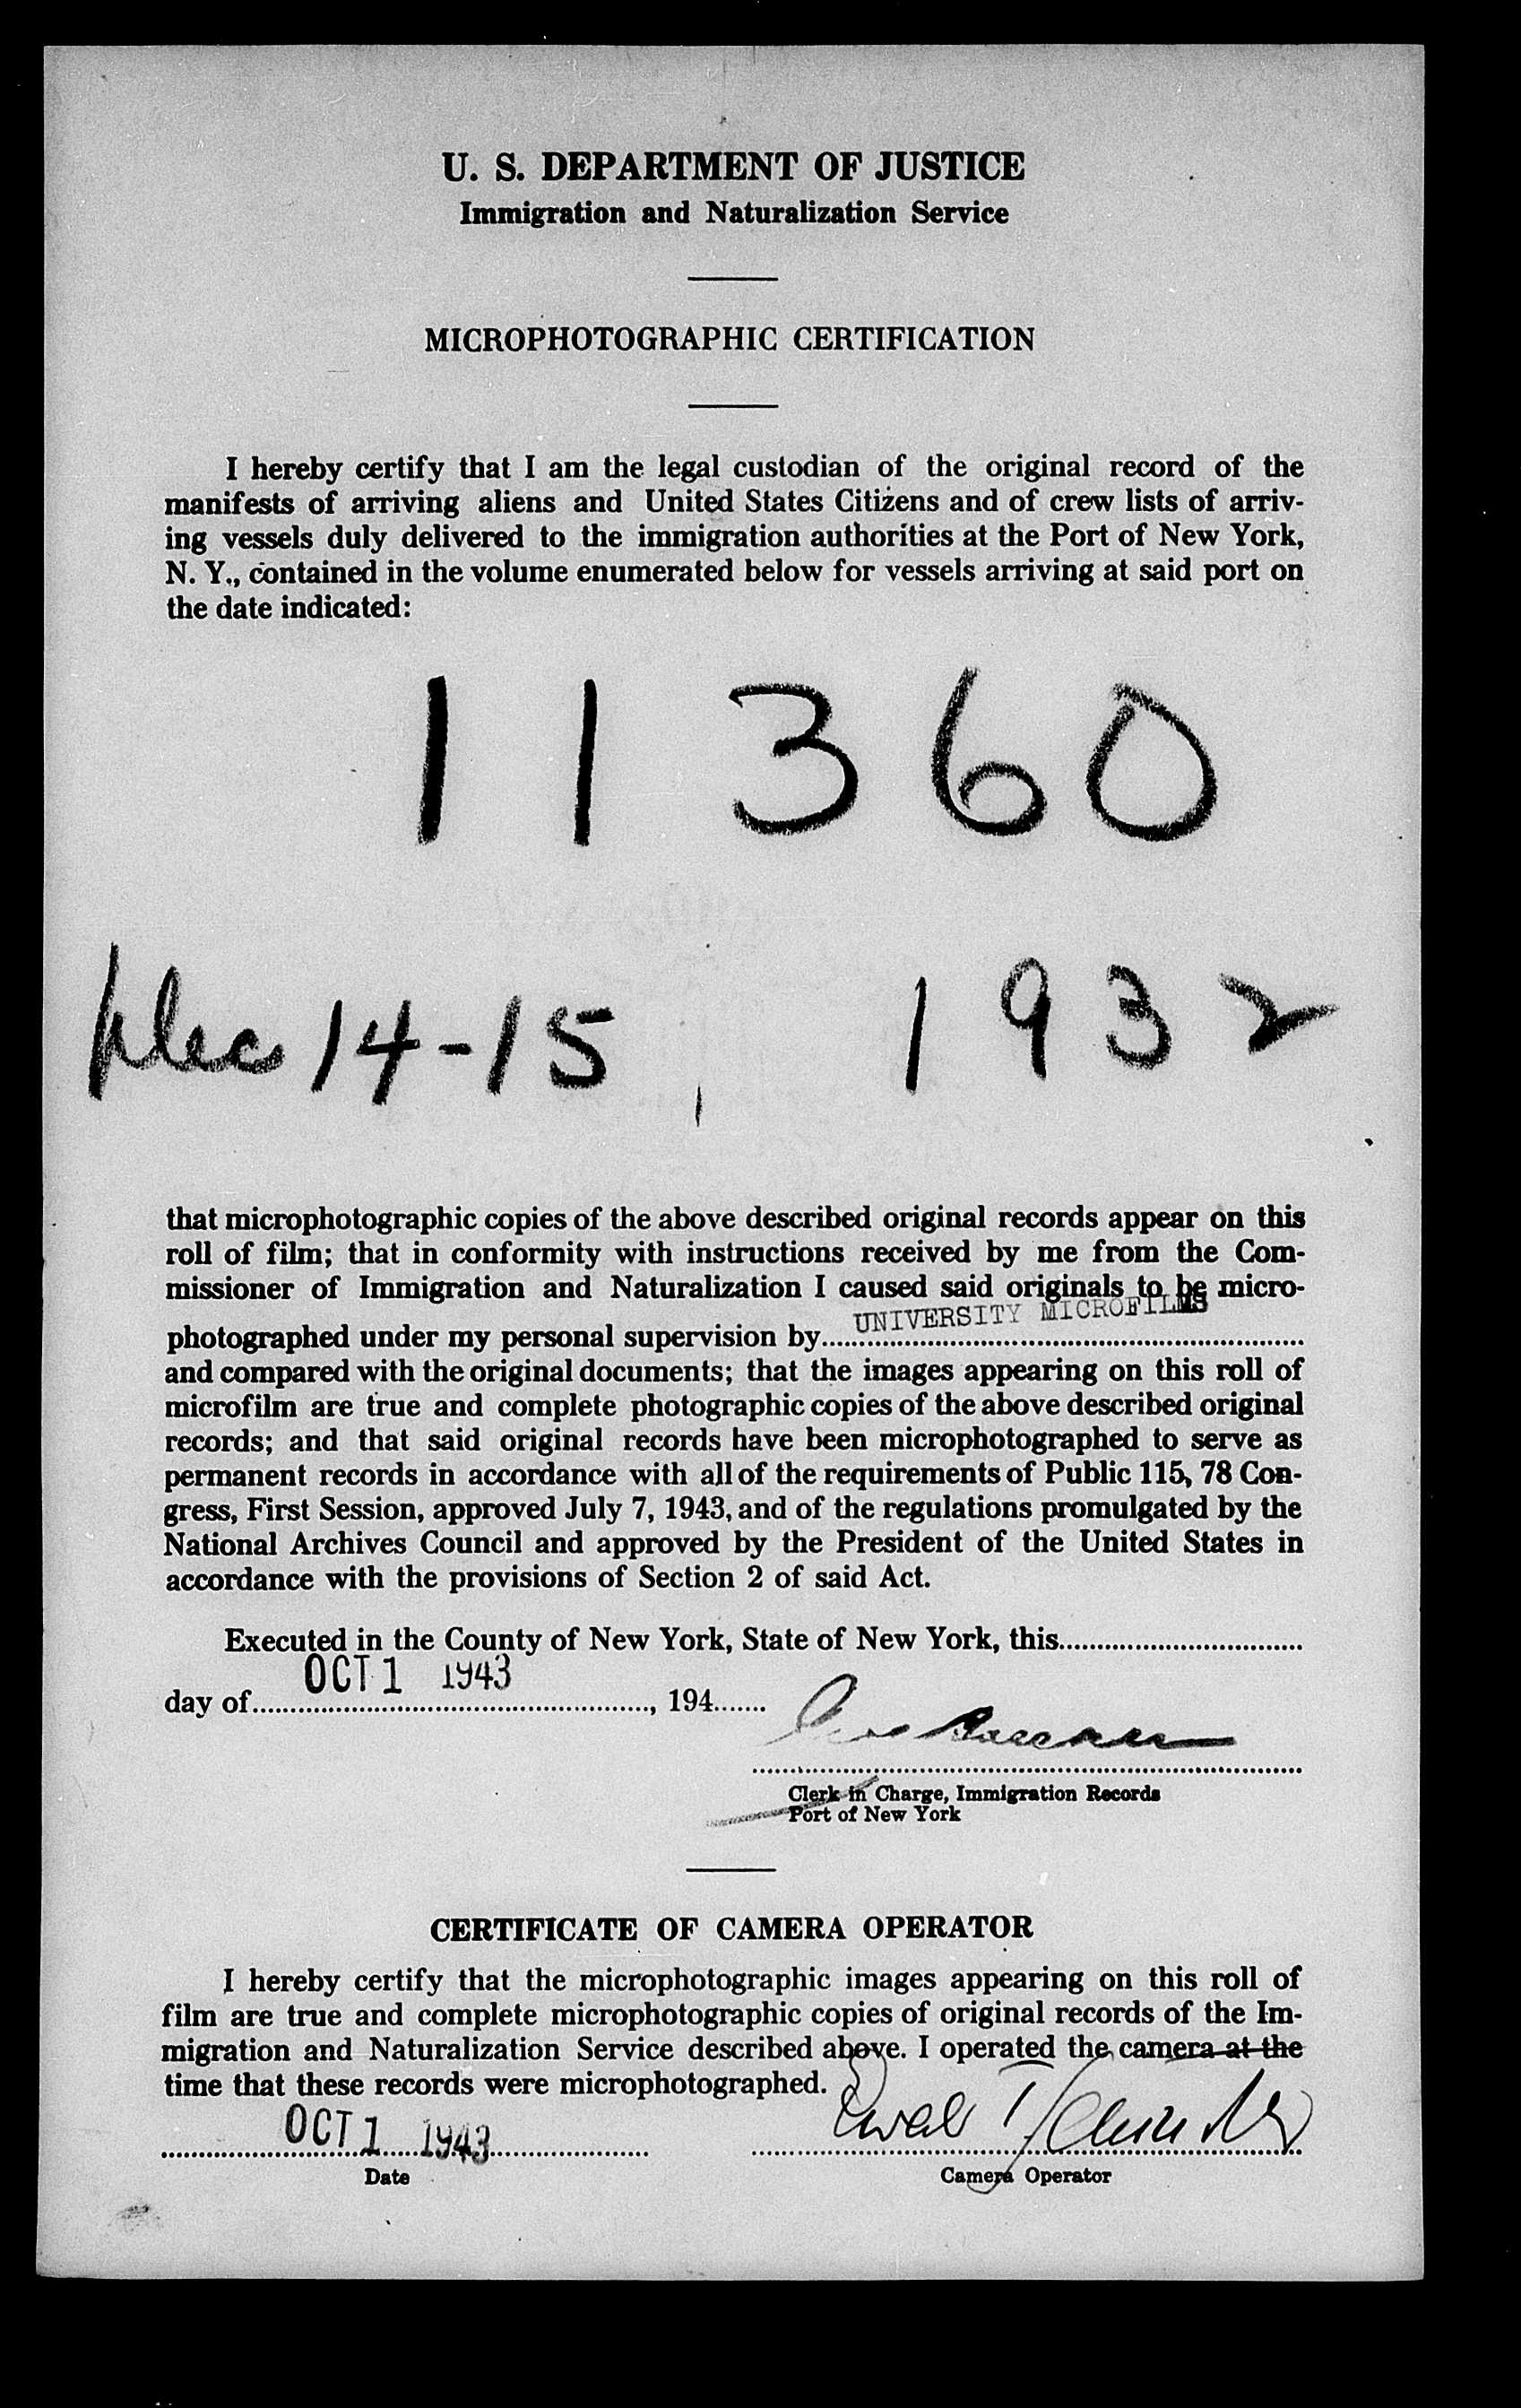 U. S. DEPARTMENT OF JUSTICE
Immigration and Naturalization Service
MICROPHOTOGRAPHIC CERTIFICATION
I hereby certify that I am the legal custodian of the original record of the
manifests of arriving aliens and United States Citizens and of crew lists of arriv-
ing vessels duly delivered to the immigration authorities at the Port of New York,
N. Y., contained in the volume enumerated below for vessels arriving at said port on
the date indicated:
11360
Dec 14-15, 1932
that microphotographic copies of the above described original records appear on this
roll of film; that in conformity with instructions received by me from the Com-
missioner of Immigration and Naturalization I caused said originals to be micro-
UNIVERSITY MICROFILMS
photographed under my personal supervision by
and compared with the original documents; that the images appearing on this roll of
microfilm are true and complete photographic copies of the above described original
records; and that said original records have been microphotographed to serve as
permanent records in accordance with all of the requirements of Public 115, 78 Con-
gress, First Session, approved July 7, 1943, and of the regulations promulgated by the
National Archives Council and approved by the President of the United States in
accordance with the provisions of Section 2 of said Act.
Executed in the County of New York, State of New York, this
OCT 1 1943
day of, 194
Clerk in Charge, Immigration Records
Port of New York
CERTIFICATE OF CAMERA OPERATOR
I hereby certify that the microphotographic images appearing on this roll of
film are true and complete microphotographic copies of original records of the Im-
migration and Naturalization Service described above. I operated the camera at the
time that these records were microphotographed.
OCT 1 1943
Date
Camera Operator